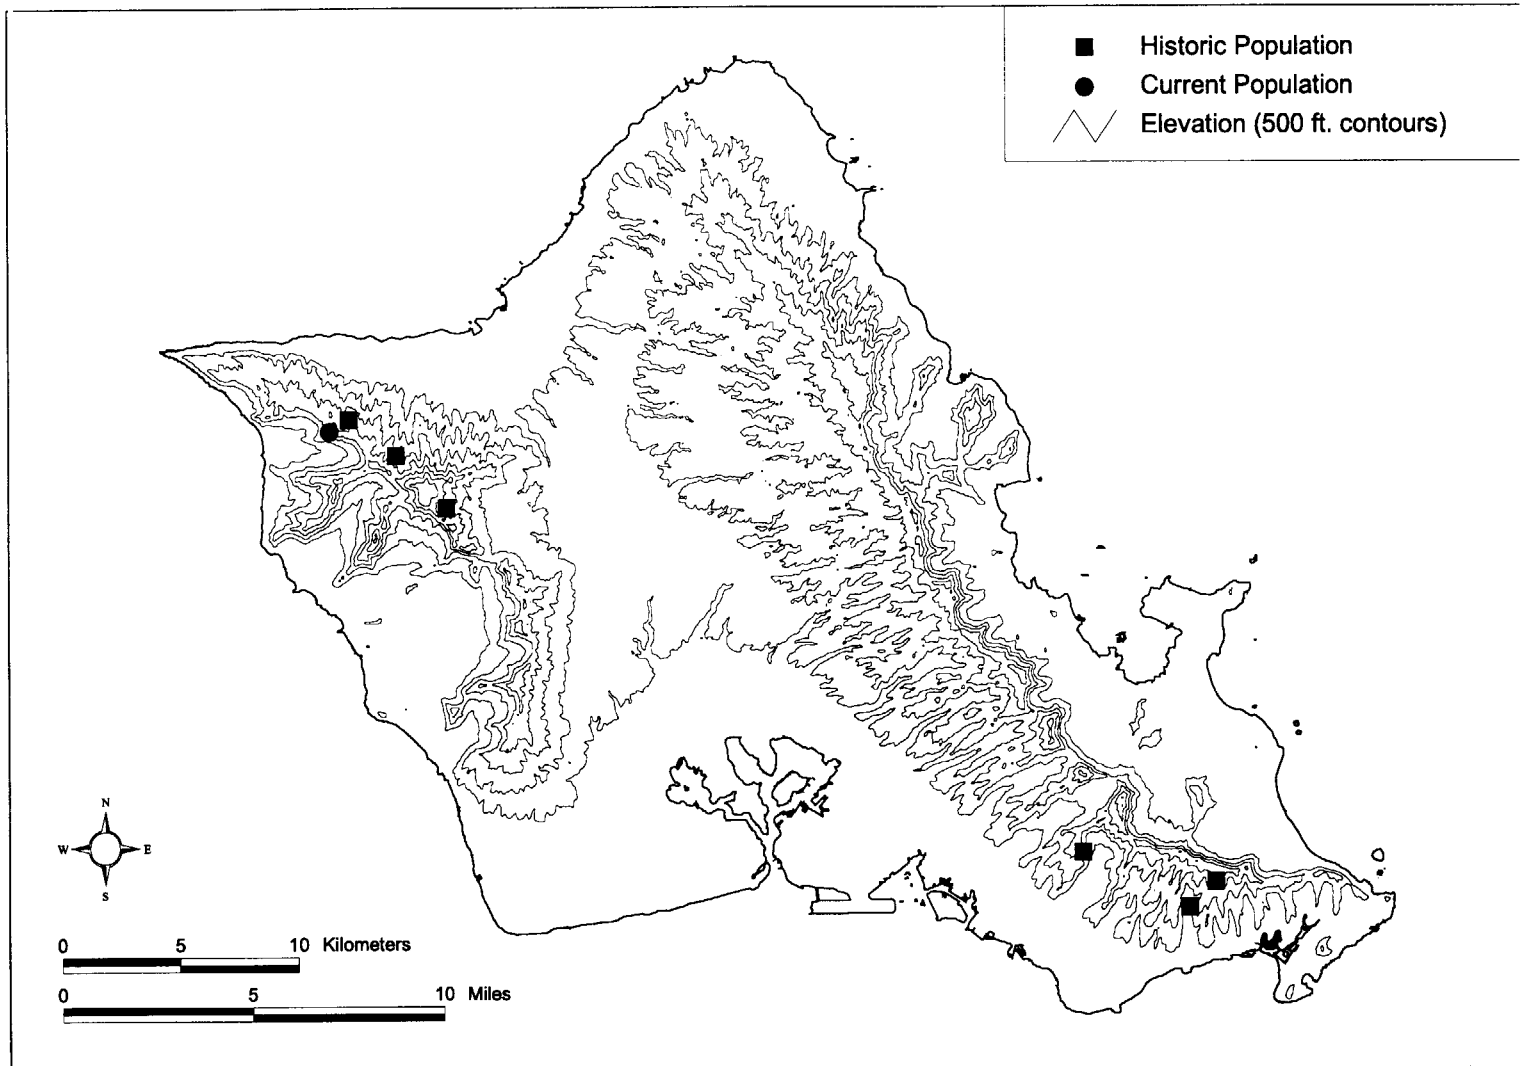 Historic Population
Current Population
Elevation (500 ft. contours)
N
W E
S
0 5 10 Kilometers
0 5 10 Miles